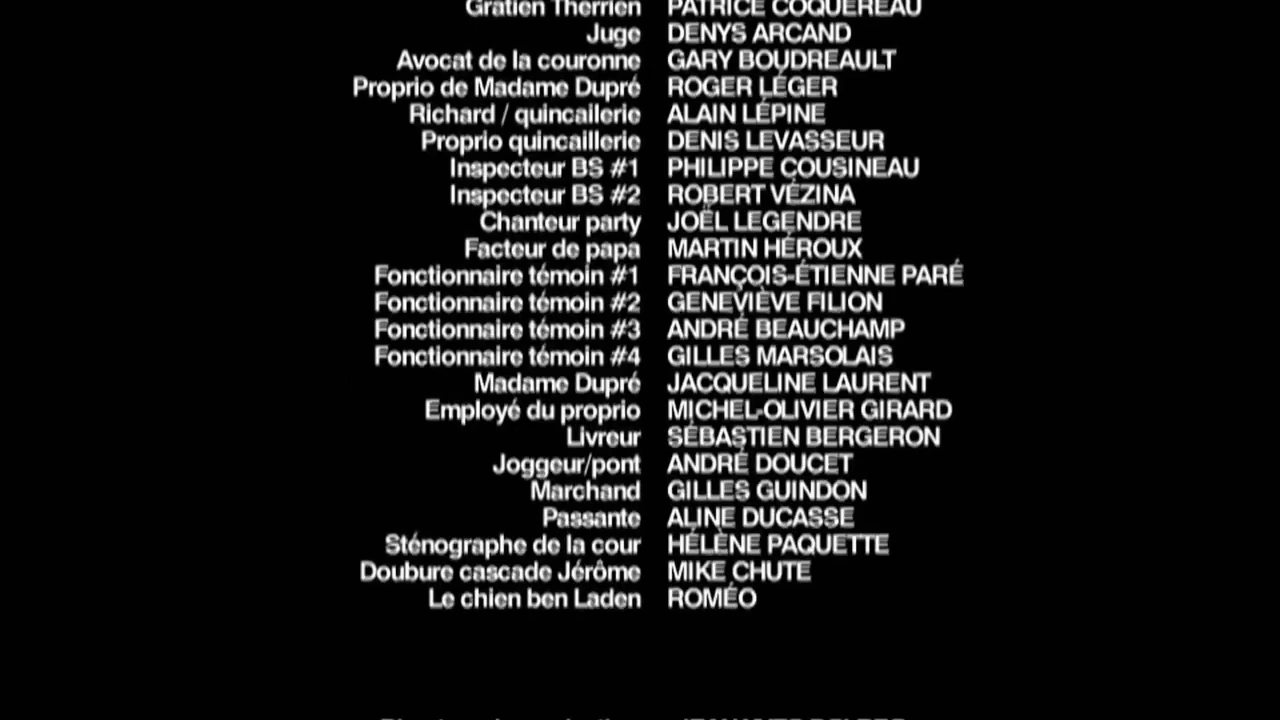 Gratien Therrien PATRICE COQUEREAU
Juge DENYS ARCAND
Avocat de la couronne GARY BOUDREAULT
Proprio de Madame Dupré ROGER LÉGER
Richard / quincailerie ALAIN LÉPINE
Proprio quincaillerie DENIS LEVASSEUR
Inspecteur BS #1 PHILIPPE COUSINEAU
Inspecteur BS #2 ROBERT VÉZINA
Chanteur party JOËL LEGENDRE
Facteur de papa MARTIN HÉROUX
Fonctionnaire témoin #1 FRANÇOIS-ÉTIENNE PARÉ
Fonctionnaire témoin #2 GENEVIÈVE FILION
Fonctionnaire témoin #3 ANDRÉ BEAUCHAMP
Fonctionnaire témoin #4 GILLES MARSOLAIS
Madame Dupré JACQUELINE LAURENT
Employé du proprio MICHEL-OLIVIER GIRARD
Livreur SÉBASTIEN BERGERON
Joggeur/pont ANDRÉ DOUCET
Marchand GILLES GUINDON
Passante ALINE DUCASSE
Sténographe de la cour HÉLÈNE PAQUETTE
Doubure cascade Jérôme MIKE CHUTE
Le chien ben Laden ROMÉO